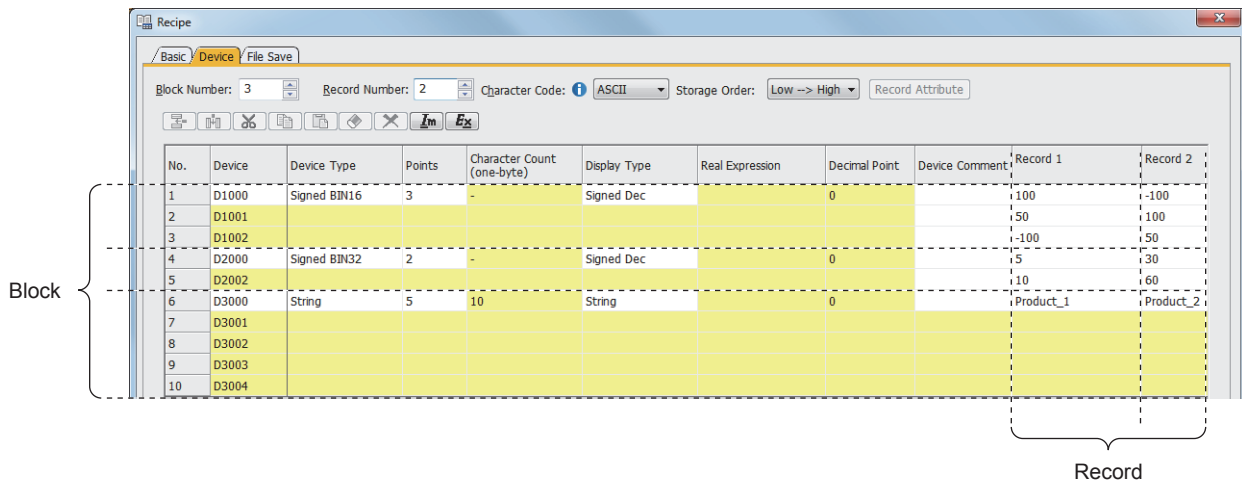 Recipe
Basic Device File Save
Block Number: 3 Record Number: 2 Character Code: ASCII Storage Order: Low --> High Record Attribute
Im Ex
No. Device Device Type Points Character Count (one-byte) Display Type Real Expression Decimal Point Device Comment Record 1 Record 2
1 D1000 Signed BIN16 3 - Signed Dec 0 100 -100
2 D1001 50 100
3 D1002 -100 50
4 D2000 Signed BIN32 2 - Signed Dec 0 5 30
5 D2002 10 60
6 D3000 String 5 10 String 0 Product_1 Product_2
7 D3001
8 D3002
9 D3003
10 D3004
Block
Record